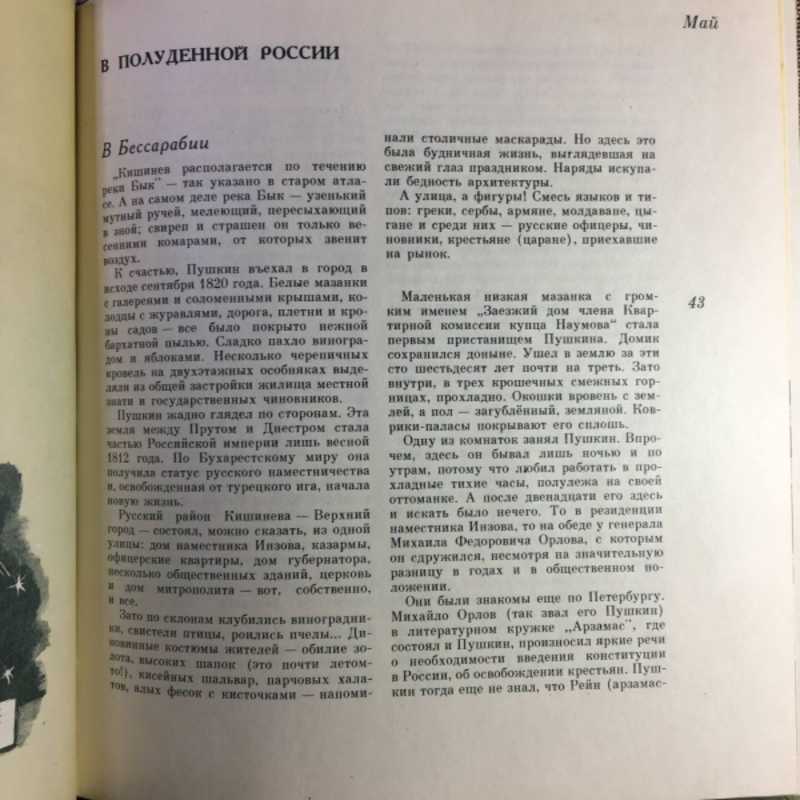 Май
В ПОЛУДЕННОЙ РОССИИ
В Бессарабии
„Кишинев располагается по течению
река Бык" — так указано в старом атла-
се. А на самом деле река Бык — узенький
мутный ручей, мелеющий, пересыхающий
в зной; свиреп и страшен он только ве-
сенними комарами, от которых звенит
воздух.
К счастью, Пушкин въехал в город в
исходе сентября 1820 года. Белые мазанки
с галереями и соломенными крышами, ко-
лодцы с журавлями, дорога, плетни и кро-
ны садов — все было покрыто нежной
бархатной пылью. Сладко пахло виногра-
дом и яблоками. Несколько черепичных
кровель на двухэтажных особняках выде-
ляли из общей застройки жилища местной
знати и государственных чиновников.
Пушкин жадно глядел по сторонам. Эта
земля между Прутом и Днестром стала
частью Российской империи лишь весной
1812 года. По Бухарестскому миру она
получила статус русского наместничества
и, освобожденная от турецкого ига, начала
новую жизнь.
Русский район Кишинева — Верхний
город — состоял, можно сказать, из одной
улицы: дом наместника Инзова, казармы,
офицерские квартиры, дом губернатора,
несколько общественных зданий, церковь
и дом митрополита — вот, собственно,
и все.
Зато по склонам клубились виноградни-
ки, свистели птицы, роились пчелы... Ди-
ковинные костюмы жителей — обилие зо-
лота, высоких шапок (это почти летом-
то!), кисейных шальвар, парчовых хала-
тов, алых фесок с кисточками — напоми-
нали столичные маскарады. Но здесь это
была будничная жизнь, выглядевшая на
свежий глаз праздником. Наряды искупа-
ли бедность архитектуры.
А улица, а фигуры! Смесь языков и ти-
пов: греки, сербы, армяне, молдаване, цы-
гане и среди них — русские офицеры, чи-
новники, крестьяне (царане), приехавшие
на рынок.
Маленькая низкая мазанка с гром-
ким именем „Заезжий дом члена Квар-
тирной комиссии купца Наумова" стала
первым пристанищем Пушкина. Домик
сохранился доныне. Ушел в землю за эти
сто шестьдесят лет почти на треть. Зато
внутри, в трех крошечных смежных гор-
ницах, прохладно. Окошки вровень с зем-
лей, а пол — загублённый, земляной. Ков-
рики-паласы покрывают его сплошь.
Одну из комнаток занял Пушкин. Впро-
чем, здесь он бывал лишь ночью и по
утрам, потому что любил работать в про-
хладные тихие часы, полулежа на своей
оттоманке. А после двенадцати его здесь
и искать было нечего. То в резиденции
наместника Инзова, то на обеде у генерала
Михаила Федоровича Орлова, с которым
он сдружился, несмотря на значительную
разницу в годах и в общественном по-
ложении.
Они были знакомы еще по Петербургу.
Михайло Орлов (так звал его Пушкин)
в литературном кружке „Арзамас", где
состоял и Пушкин, произносил яркие речи
о необходимости введения конституции
в России, об освобождении крестьян. Пуш-
кин тогда еще не знал, что Рейн (арзамас-
43